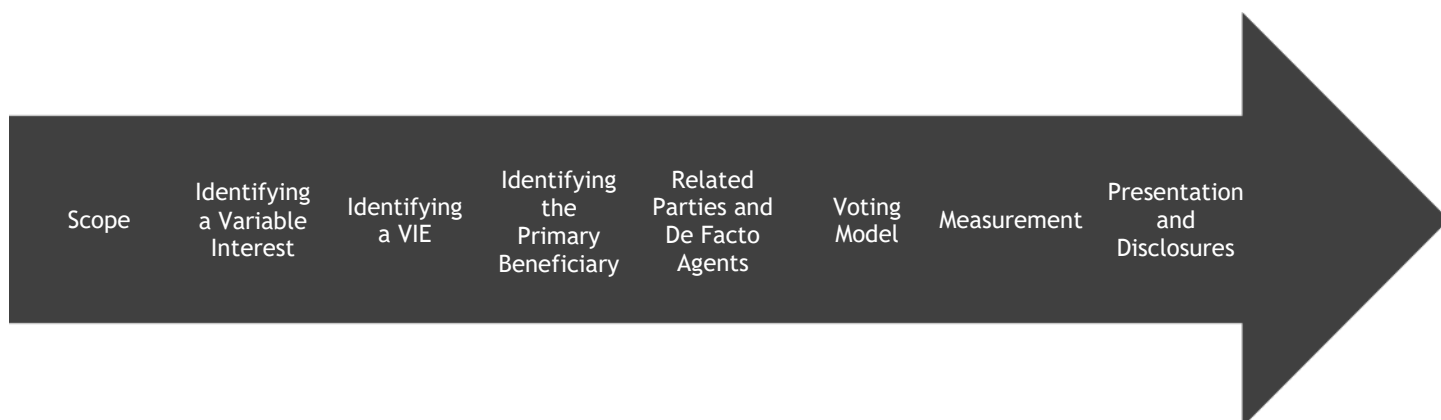 Scope
Identifying
a Variable
Interest
Identifying
a VIE
Identifying
the
Primary
Beneficiary
Related
Parties and
De Facto
Agents
Voting
Model
Measurement
Presentation
and
Disclosures